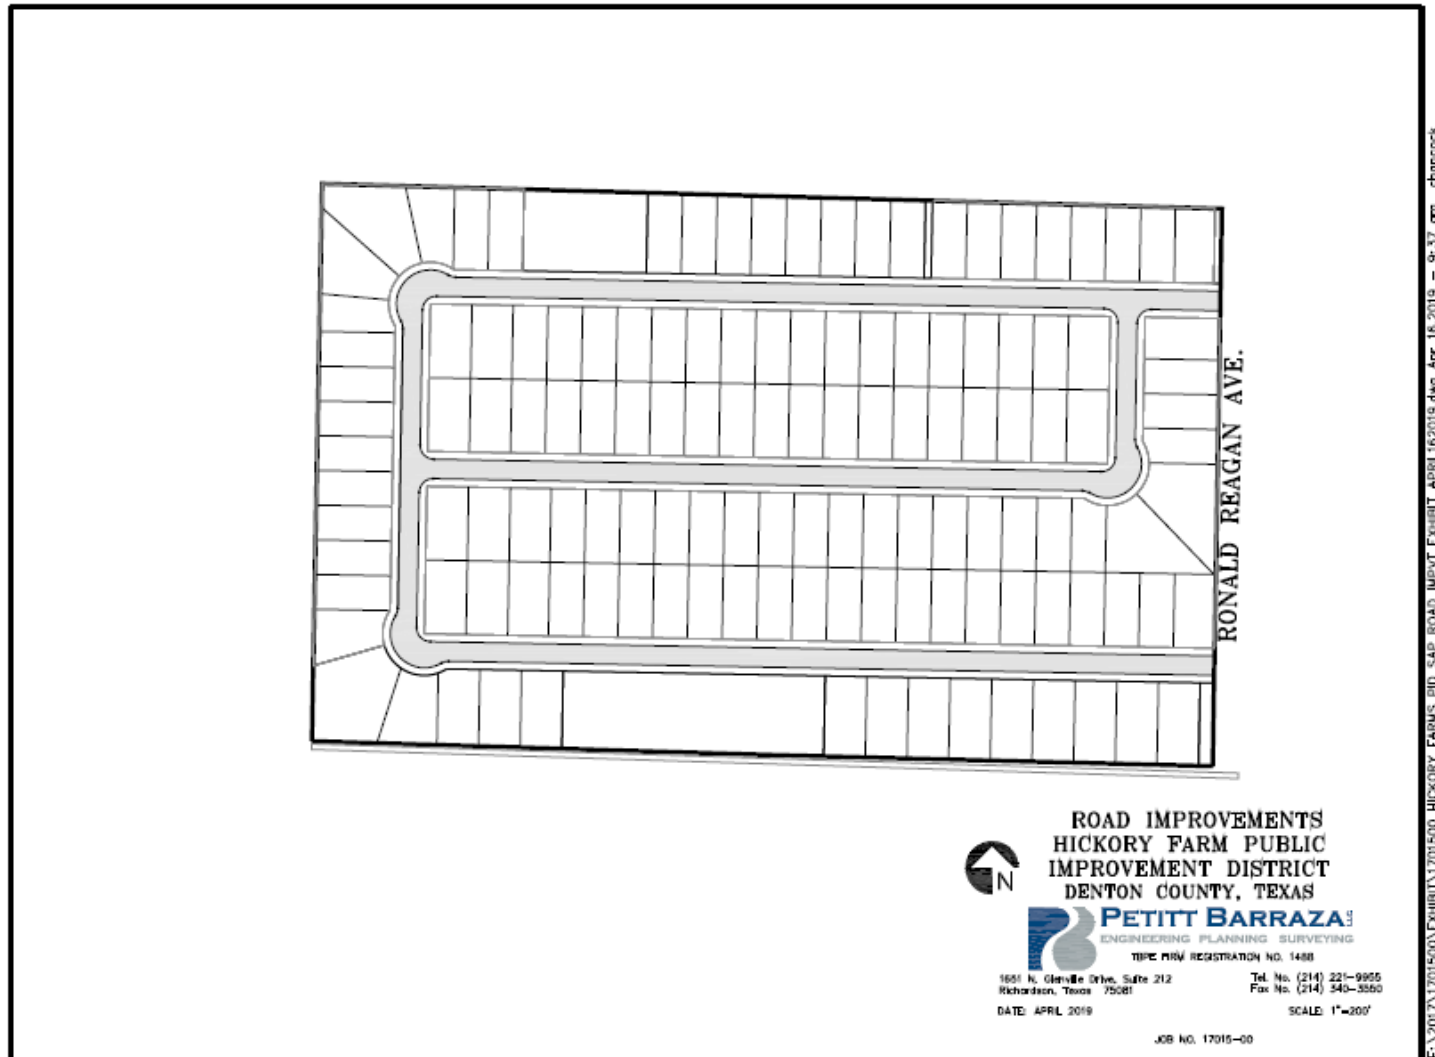 RONALD REAGAN AVE.
ROAD IMPROVEMENTS
HICKORY FARM PUBLIC
IMPROVEMENT DISTRICT
DENTON COUNTY, TEXAS
N
PETITT BARRAZA LLC
ENGINEERING PLANNING SURVEYING
TBPE FIRM REGISTRATION NO. 1488
1651 N. Glenville Drive, Suite 212
Richardson, Texas 75081
Tel. No. (214) 221-9955
Fax No. (214) 340-3550
DATE: APRIL 2019
SCALE: 1"=200'
JOB NO. 17015-00